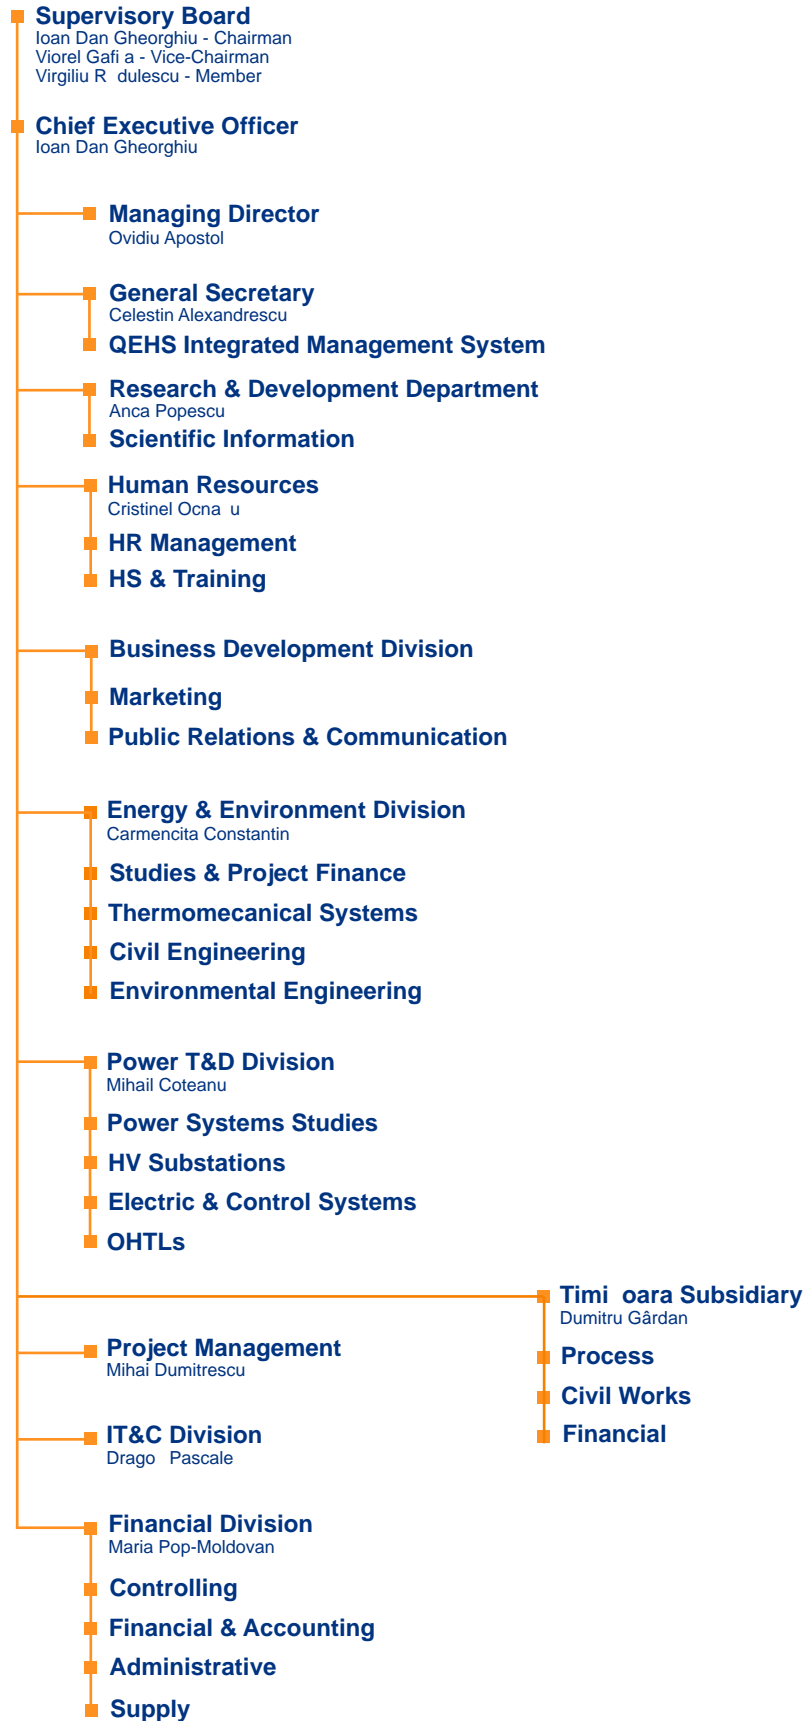 Supervisory Board
Ioan Dan Gheorghiu - Chairman
Viorel Gafi a - Vice-Chairman
Virgiliu R dulescu - Member
Chief Executive Officer
Ioan Dan Gheorghiu
Managing Director
Ovidiu Apostol
General Secretary
Celestin Alexandrescu
QEHS Integrated Management System
Research & Development Department
Anca Popescu
Scientific Information
Human Resources
Cristinel Ocna u
HR Management
HS & Training
Business Development Division
Marketing
Public Relations & Communication
Energy & Environment Division
Carmencita Constantin
Studies & Project Finance
Thermomecanical Systems
Civil Engineering
Environmental Engineering
Power T&D Division
Mihail Coteanu
Power Systems Studies
HV Substations
Electric & Control Systems
OHTLs
Timi oara Subsidiary
Dumitru Gârdan
Process
Civil Works
Financial
Project Management
Mihai Dumitrescu
IT&C Division
Drago Pascale
Financial Division
Maria Pop-Moldovan
Controlling
Financial & Accounting
Administrative
Supply